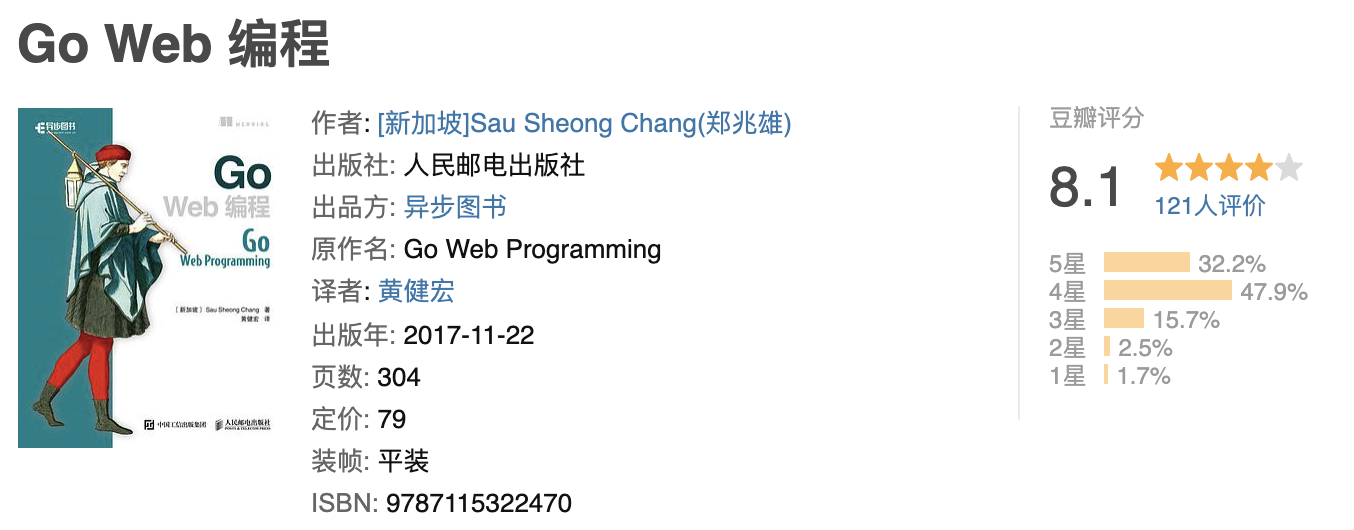 Go Web 编程
异步图书
MANNING
Go
Web 编程
Go
Web Programming
［新加坡］Sau Sheong Chang 著
黄健宏 译
中国工信出版集团
人民邮电出版社
POSTS & TELECOM PRESS
作者: [新加坡]Sau Sheong Chang(郑兆雄)
出版社: 人民邮电出版社
出品方: 异步图书
原作名: Go Web Programming
译者: 黄健宏
出版年: 2017-11-22
页数: 304
定价: 79
装帧: 平装
ISBN: 9787115322470
豆瓣评分
8.1
121人评价
5星 32.2%
4星 47.9%
3星 15.7%
2星 2.5%
1星 1.7%